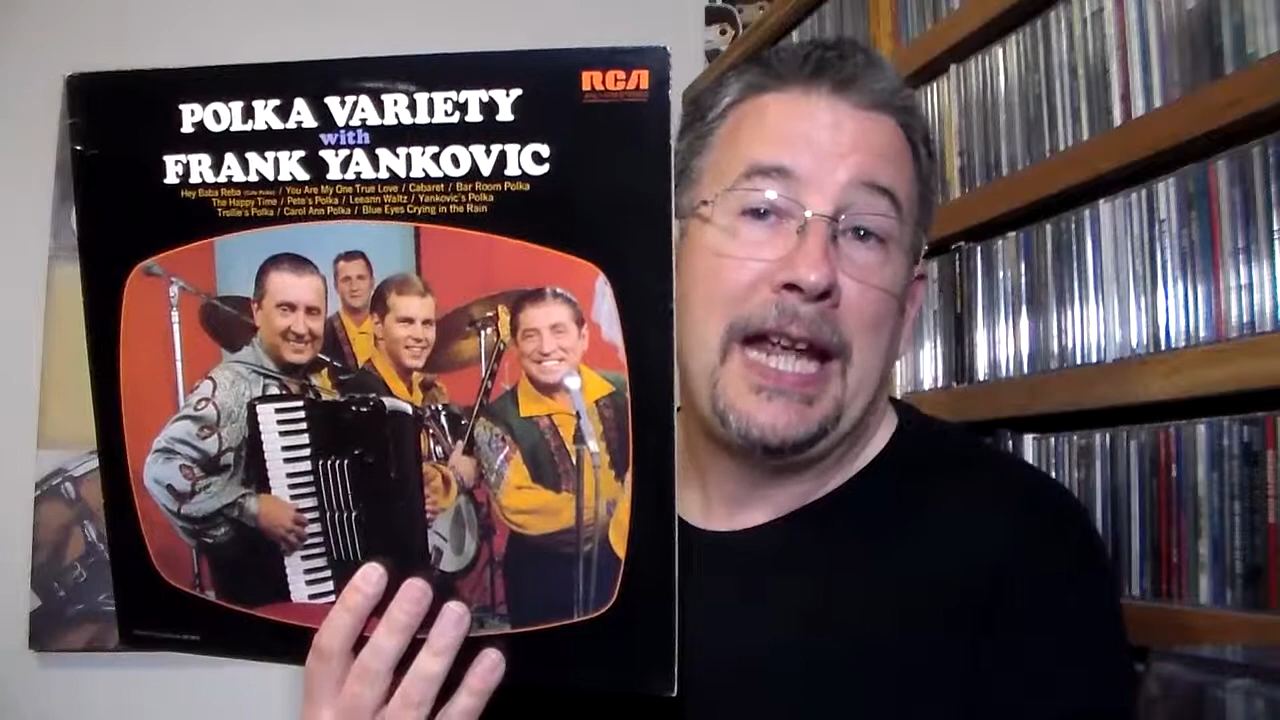 RCA
POLKA VARIETY
with
FRANK YANKOVIC
Hey Baba Reba / You Are My One True Love / Cabaret / Bar Room Polka
The Happy Time / Pete's Polka / Leeann Waltz / Yankovic's Polka
Trolie's Polka / Carol Ann Polka / Blue Eyes Crying in the Rain